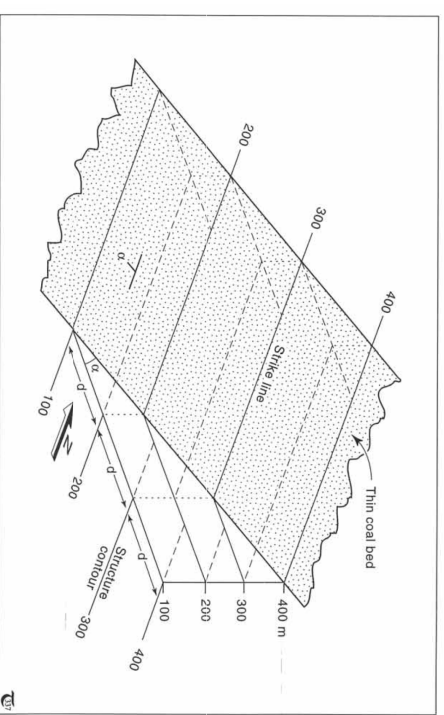 200
300
400
Thin coal bed
Strike line
α
α
100
d
200
d
300
d
400
Structure
contour
N
400 m
300
200
100